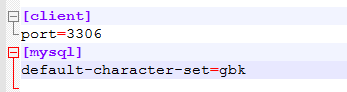 [client]
port=3306
[mysql]
default-character-set=gbk